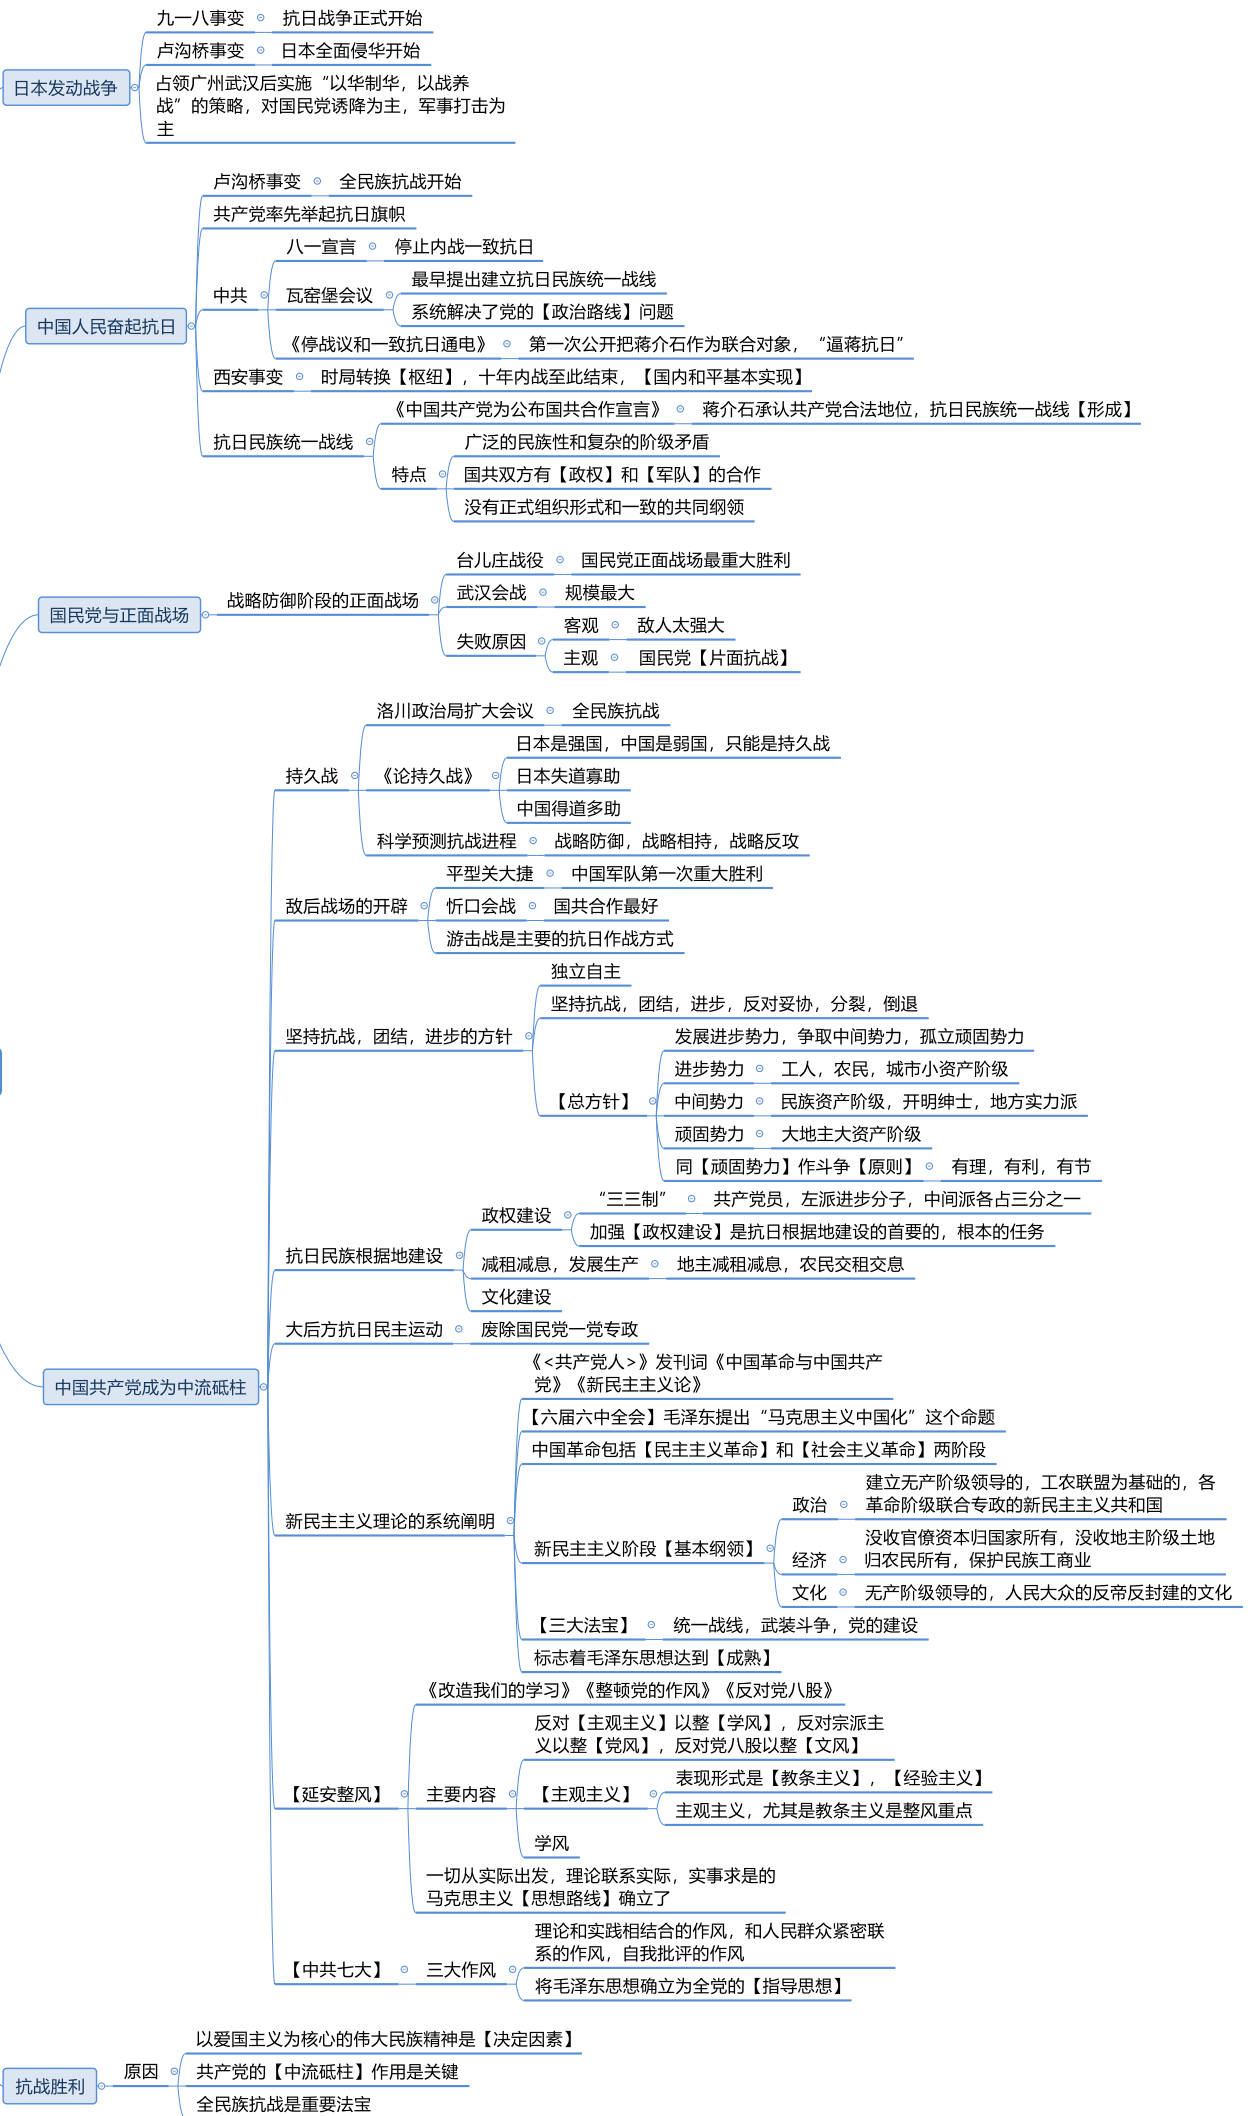 日本发动战争
九一八事变
抗日战争正式开始
卢沟桥事变
日本全面侵华开始
占领广州武汉后实施“以华制华，以战养
战”的策略，对国民党诱降为主，军事打击为
主
中国人民奋起抗日
卢沟桥事变
全民族抗战开始
共产党率先举起抗日旗帜
中共
八一宣言
停止内战一致抗日
瓦窑堡会议
最早提出建立抗日民族统一战线
系统解决了党的【政治路线】问题
《停战议和一致抗日通电》
第一次公开把蒋介石作为联合对象，“逼蒋抗日”
西安事变
时局转换【枢纽】，十年内战至此结束，【国内和平基本实现】
抗日民族统一战线
《中国共产党为公布国共合作宣言》
蒋介石承认共产党合法地位，抗日民族统一战线【形成】
特点
广泛的民族性和复杂的阶级矛盾
国共双方有【政权】和【军队】的合作
没有正式组织形式和一致的共同纲领
国民党与正面战场
战略防御阶段的正面战场
台儿庄战役
国民党正面战场最重大胜利
武汉会战
规模最大
失败原因
客观
敌人太强大
主观
国民党【片面抗战】
中国共产党成为中流砥柱
持久战
洛川政治局扩大会议
全民族抗战
《论持久战》
日本是强国，中国是弱国，只能是持久战
日本失道寡助
中国得道多助
科学预测抗战进程
战略防御，战略相持，战略反攻
敌后战场的开辟
平型关大捷
中国军队第一次重大胜利
忻口会战
国共合作最好
游击战是主要的抗日作战方式
坚持抗战，团结，进步的方针
独立自主
坚持抗战，团结，进步，反对妥协，分裂，倒退
【总方针】
发展进步势力，争取中间势力，孤立顽固势力
进步势力
工人，农民，城市小资产阶级
中间势力
民族资产阶级，开明绅士，地方实力派
顽固势力
大地主大资产阶级
同【顽固势力】作斗争【原则】
有理，有利，有节
抗日民族根据地建设
政权建设
“三三制”
共产党员，左派进步分子，中间派各占三分之一
加强【政权建设】是抗日根据地建设的首要的，根本的任务
减租减息，发展生产
地主减租减息，农民交租交息
文化建设
大后方抗日民主运动
废除国民党一党专政
新民主主义理论的系统阐明
《<共产党人>》发刊词《中国革命与中国共产
党》《新民主主义论》
【六届六中全会】毛泽东提出“马克思主义中国化”这个命题
中国革命包括【民主主义革命】和【社会主义革命】两阶段
新民主主义阶段【基本纲领】
政治
建立无产阶级领导的，工农联盟为基础的，各
革命阶级联合专政的新民主主义共和国
经济
没收官僚资本归国家所有，没收地主阶级土地
归农民所有，保护民族工商业
文化
无产阶级领导的，人民大众的反帝反封建的文化
【三大法宝】
统一战线，武装斗争，党的建设
标志着毛泽东思想达到【成熟】
【延安整风】
《改造我们的学习》《整顿党的作风》《反对党八股》
主要内容
反对【主观主义】以整【学风】，反对宗派主
义以整【党风】，反对党八股以整【文风】
【主观主义】
表现形式是【教条主义】，【经验主义】
主观主义，尤其是教条主义是整风重点
学风
一切从实际出发，理论联系实际，实事求是的
马克思主义【思想路线】确立了
【中共七大】
三大作风
理论和实践相结合的作风，和人民群众紧密联
系的作风，自我批评的作风
将毛泽东思想确立为全党的【指导思想】
抗战胜利
原因
以爱国主义为核心的伟大民族精神是【决定因素】
共产党的【中流砥柱】作用是关键
全民族抗战是重要法宝